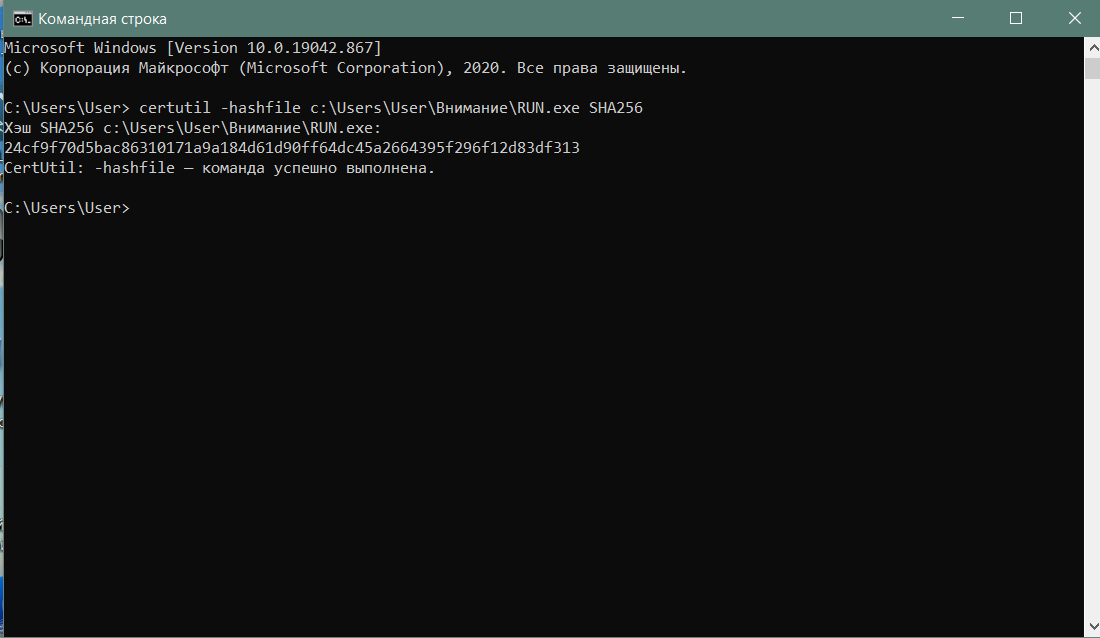 Командная строка
Microsoft Windows [Version 10.0.19042.867]
(c) Корпорация Майкрософт (Microsoft Corporation), 2020. Все права защищены.
C:\Users\User> certutil -hashfile c:\Users\User\Внимание\RUN.exe SHA256
Хэш SHA256 c:\Users\User\Внимание\RUN.exe:
24cf9f70d5bac86310171a9a184d61d90ff64dc45a2664395f296f12d83df313
CertUtil: -hashfile — команда успешно выполнена.
C:\Users\User>